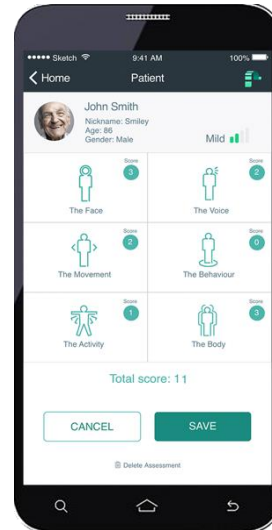 Sketch 9:41 AM 100%
Home Patient
John Smith
Nickname: Smiley
Age: 86
Gender: Male
Mild
Score Score
3 2
The Face The Voice
Score Score
2 0
The Movement The Behaviour
Score Score
1 3
The Activity The Body
Total score: 11
CANCEL SAVE
Delete Assessment